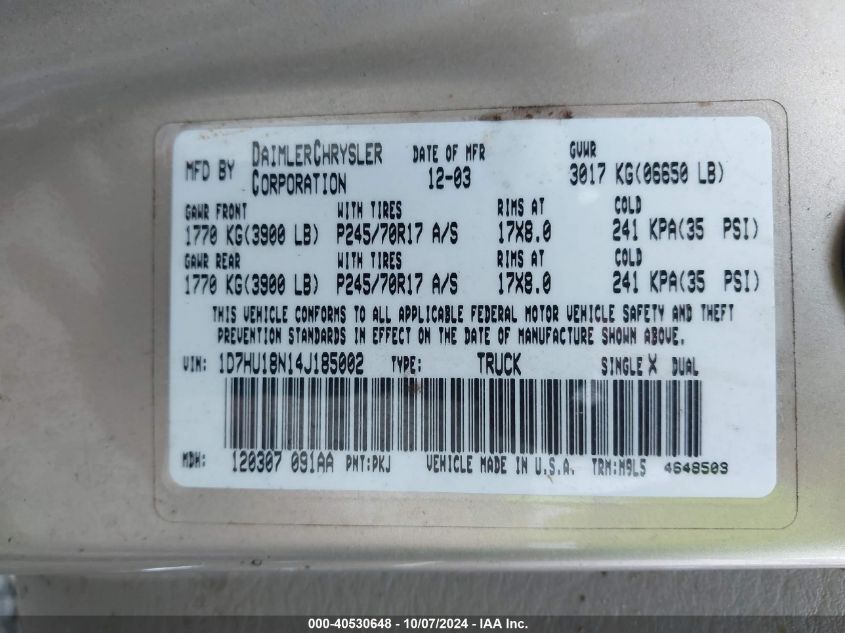 MFD BY DAIMLERCHRYSLER CORPORATION DATE OF MFR 12-03 GVWR 3017 KG(06650 LB)
GAWR FRONT WITH TIRES RIMS AT COLD
1770 KG(3900 LB) P245/70R17 A/S 17X8.0 241 KPA(35 PSI)
GAWR REAR WITH TIRES RIMS AT COLD
1770 KG(3900 LB) P245/70R17 A/S 17X8.0 241 KPA(35 PSI)
THIS VEHICLE CONFORMS TO ALL APPLICABLE FEDERAL MOTOR VEHICLE SAFETY AND THEFT
PREVENTION STANDARDS IN EFFECT ON THE DATE OF MANUFACTURE SHOWN ABOVE.
VIN: 1D7HU18N14J185002 TYPE: TRUCK SINGLE X DUAL
MDH: 120307 091AA PNT:PKJ VEHICLE MADE IN U.S.A. TRM:M9L5 4648503
000-40530648 - 10/07/2024 - IAA Inc.